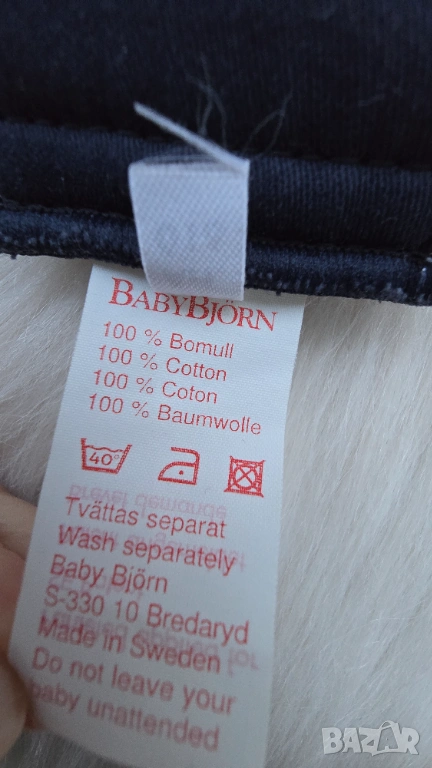 BABYBJÖRN
100 % Bomull
100 % Cotton
100 % Coton
100 % Baumwolle
40°
Tvättas separat
Wash separately
Baby Björn
S-330 10 Bredaryd
Made in Sweden
Do not leave your
baby unattended
BAZAR